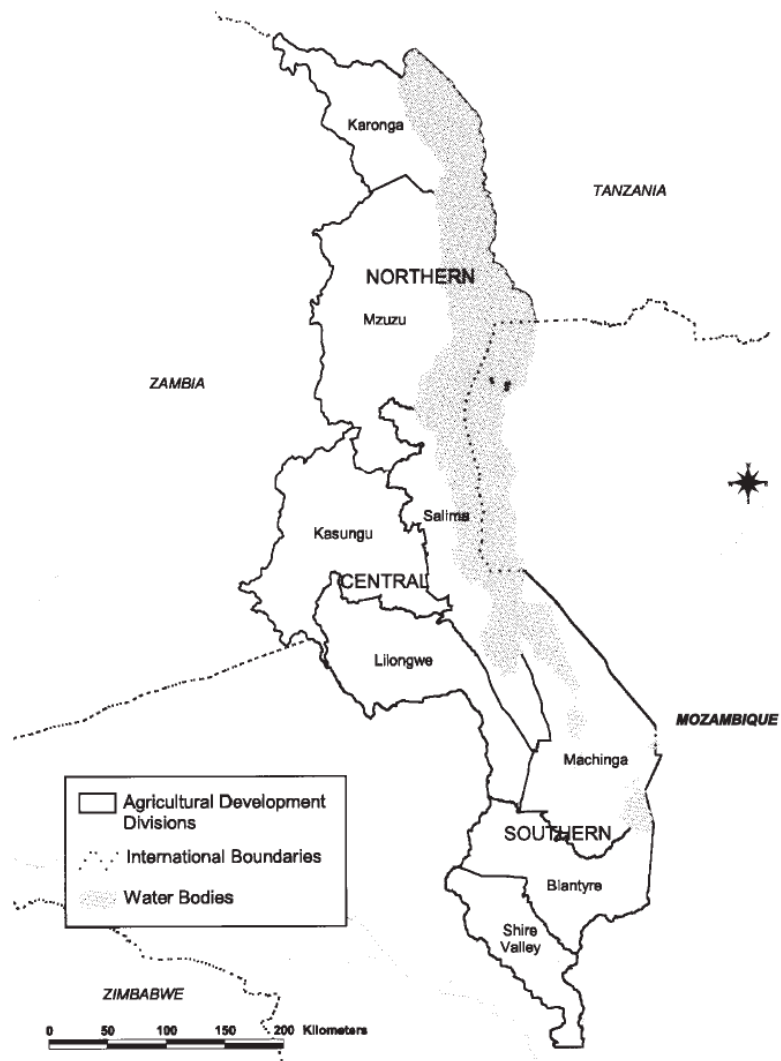 Karonga
TANZANIA
NORTHERN
Mzuzu
ZAMBIA
Salima
Kasungu
CENTRAL
Lilongwe
MOZAMBIQUE
Machinga
Agricultural Development
Divisions
International Boundaries
Water Bodies
SOUTHERN
Blantyre
Shire
Valley
ZIMBABWE
0 50 100 150 200 Kilometers